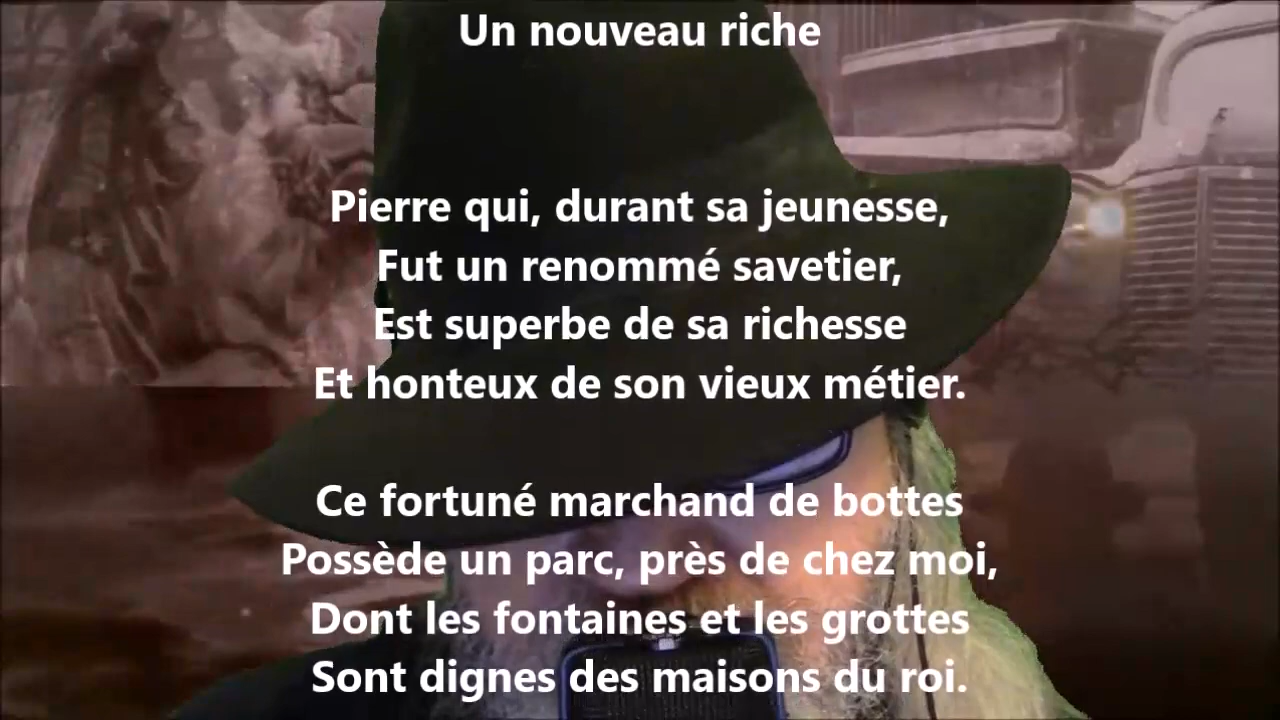 Un nouveau riche
Pierre qui, durant sa jeunesse,
Fut un renommé savetier,
Est superbe de sa richesse
Et honteux de son vieux métier.
Ce fortuné marchand de bottes
Possède un parc, près de chez moi,
Dont les fontaines et les grottes
Sont dignes des maisons du roi.